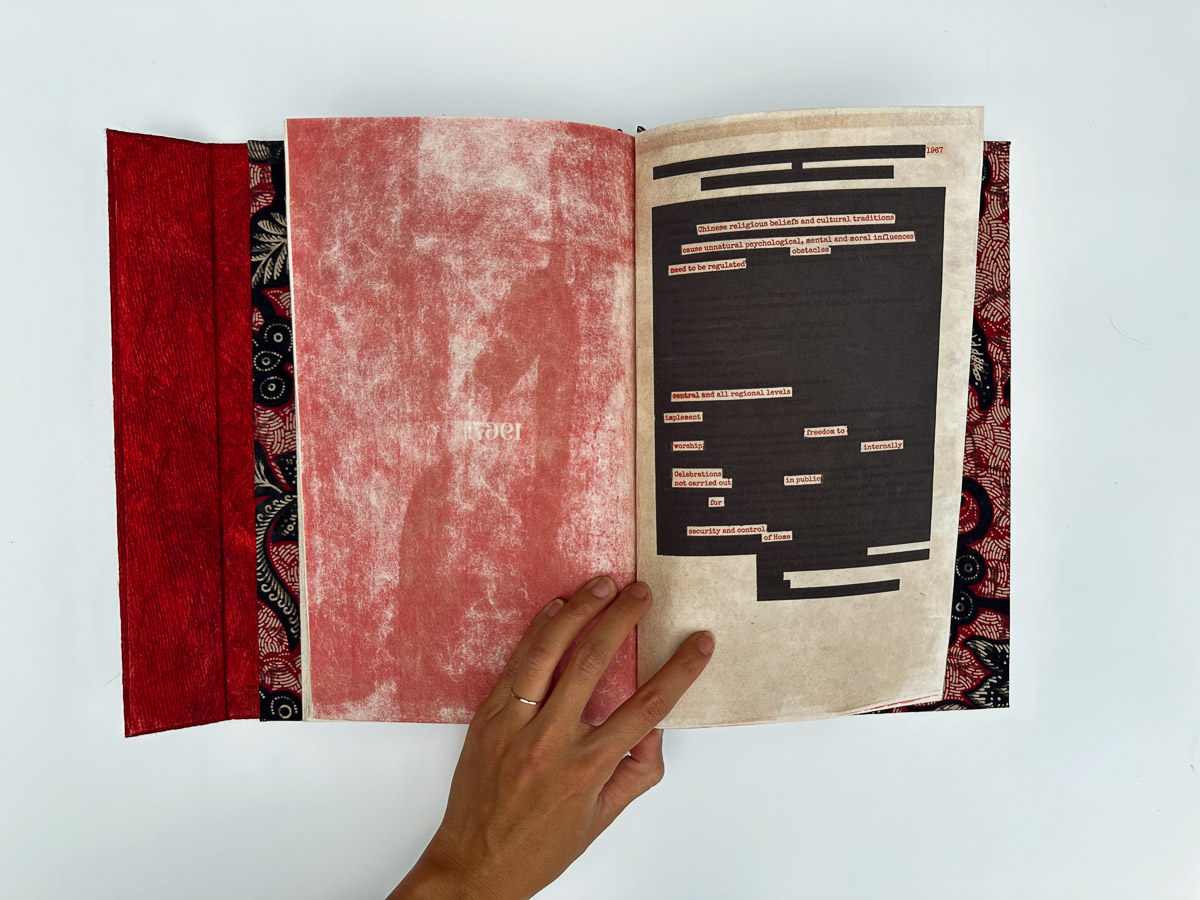 1967
1967
Chinese religious beliefs and cultural traditions
cause unnatural psychological, mental and moral influences
obstacles
need to be regulated
central and all regional levels
implement
freedom to
worship,
internally
Celebrations
not carried out
in public
for
security and control
of Home